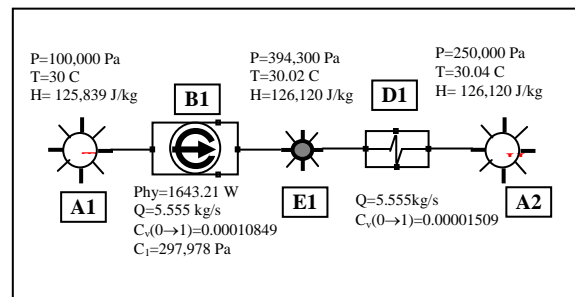 P=100,000 Pa
T=30 C
H= 125,839 J/kg
P=394,300 Pa
T=30.02 C
H=126,120 J/kg
P=250,000 Pa
T=30.04 C
H= 126,120 J/kg
B1
D1
A1
E1
A2
Phy=1643.21 W
Q=5.555 kg/s
Cᵥ(0→1)=0.00010849
C₁=297,978 Pa
Q=5.555kg/s
Cᵥ(0→1)=0.00001509